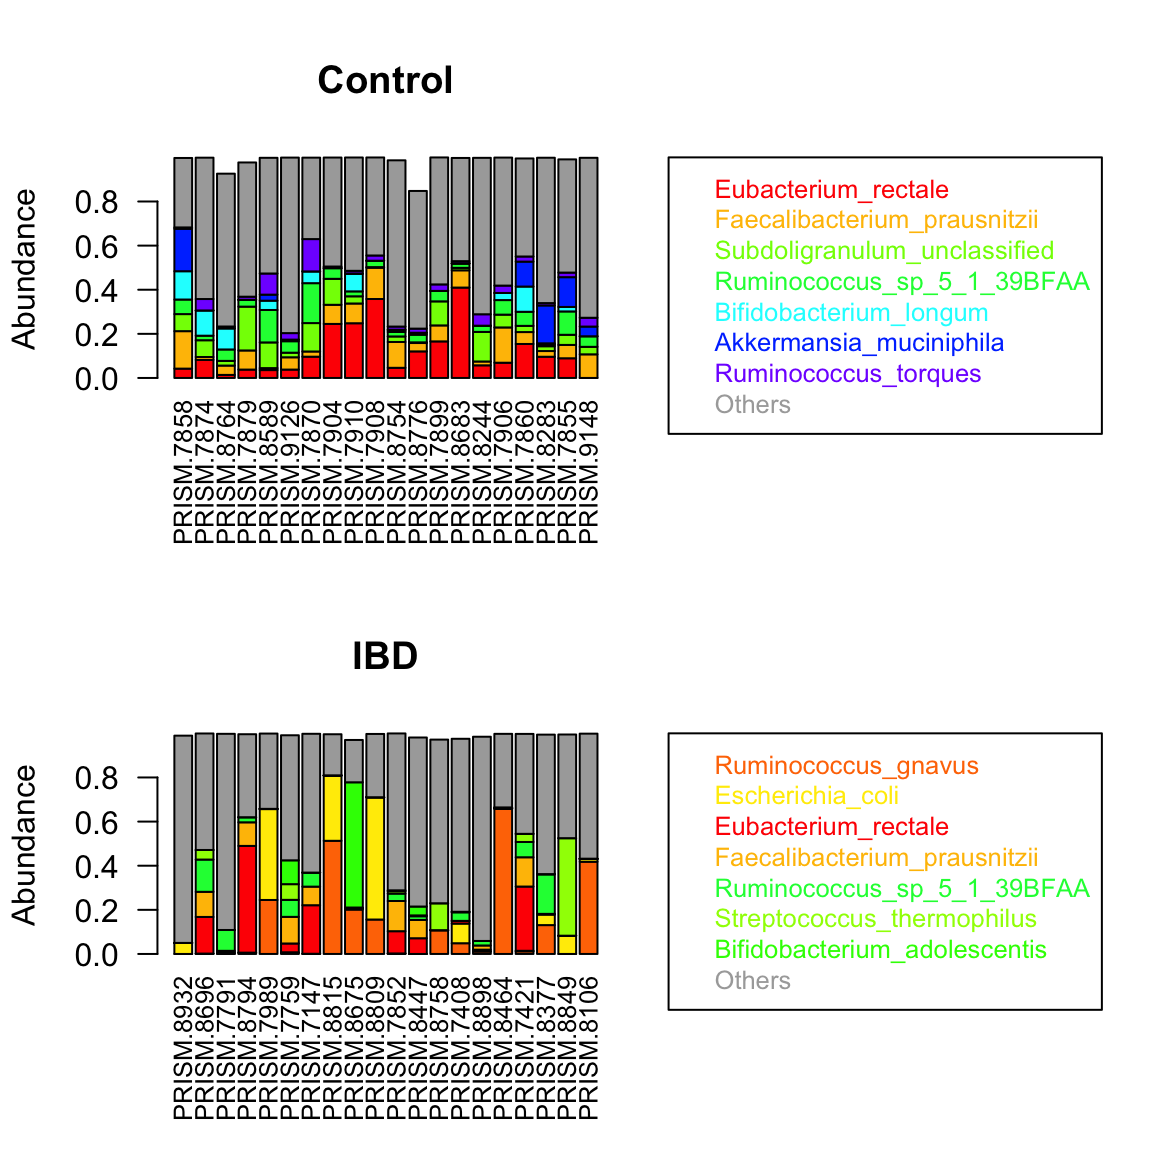 Control
Abundance
0.8
0.6
0.4
0.2
0.0
PRISM.7858
PRISM.7874
PRISM.8764
PRISM.7879
PRISM.8589
PRISM.9126
PRISM.7870
PRISM.7904
PRISM.7910
PRISM.7908
PRISM.8754
PRISM.8776
PRISM.7899
PRISM.8683
PRISM.8244
PRISM.7906
PRISM.7860
PRISM.8283
PRISM.7855
PRISM.9148
Eubacterium_rectale
Faecalibacterium_prausnitzii
Subdoligranulum_unclassified
Ruminococcus_sp_5_1_39BFAA
Bifidobacterium_longum
Akkermansia_muciniphila
Ruminococcus_torques
Others
IBD
Abundance
0.8
0.6
0.4
0.2
0.0
PRISM.8932
PRISM.8696
PRISM.7791
PRISM.8794
PRISM.7989
PRISM.7759
PRISM.7147
PRISM.8815
PRISM.8675
PRISM.8809
PRISM.7852
PRISM.8447
PRISM.8758
PRISM.7408
PRISM.8898
PRISM.8464
PRISM.7421
PRISM.8377
PRISM.8849
PRISM.8106
Ruminococcus_gnavus
Escherichia_coli
Eubacterium_rectale
Faecalibacterium_prausnitzii
Ruminococcus_sp_5_1_39BFAA
Streptococcus_thermophilus
Bifidobacterium_adolescentis
Others